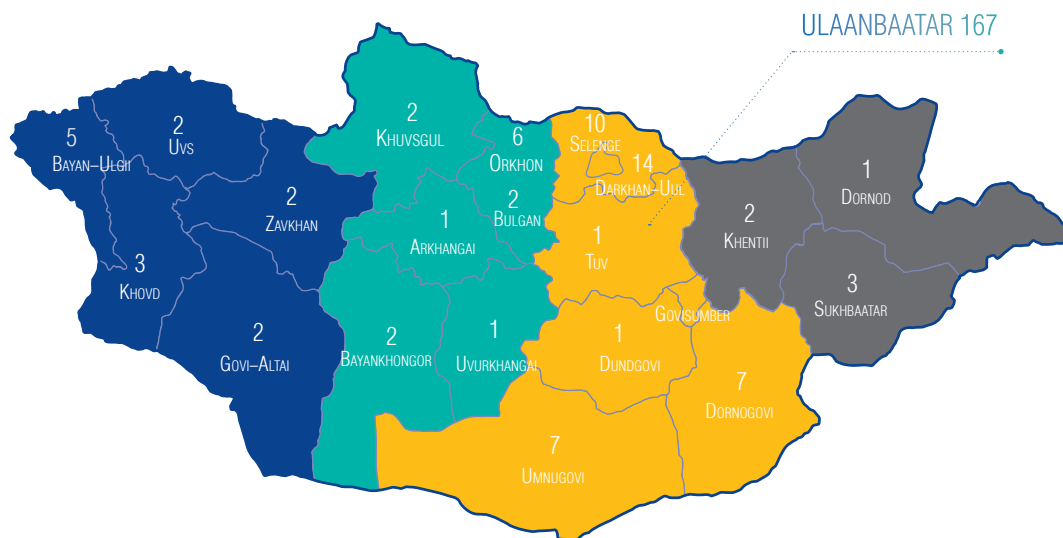 ULAANBAATAR 167
5
BAYAN–ULGII
2
UVS
2
ZAVKHAN
3
KHOVD
2
GOVI–ALTAI
2
KHUVSGUL
6
ORKHON
2
BULGAN
1
ARKHANGAI
2
BAYANKHONGOR
1
UVURKHANGAI
10
SELENGE
14
DARKHAN–UUL
1
TUV
GOVISUMBER
1
DUNDGOVI
7
DORNOGOVI
7
UMNUGOVI
2
KHENTII
1
DORNOD
3
SUKHBAATAR